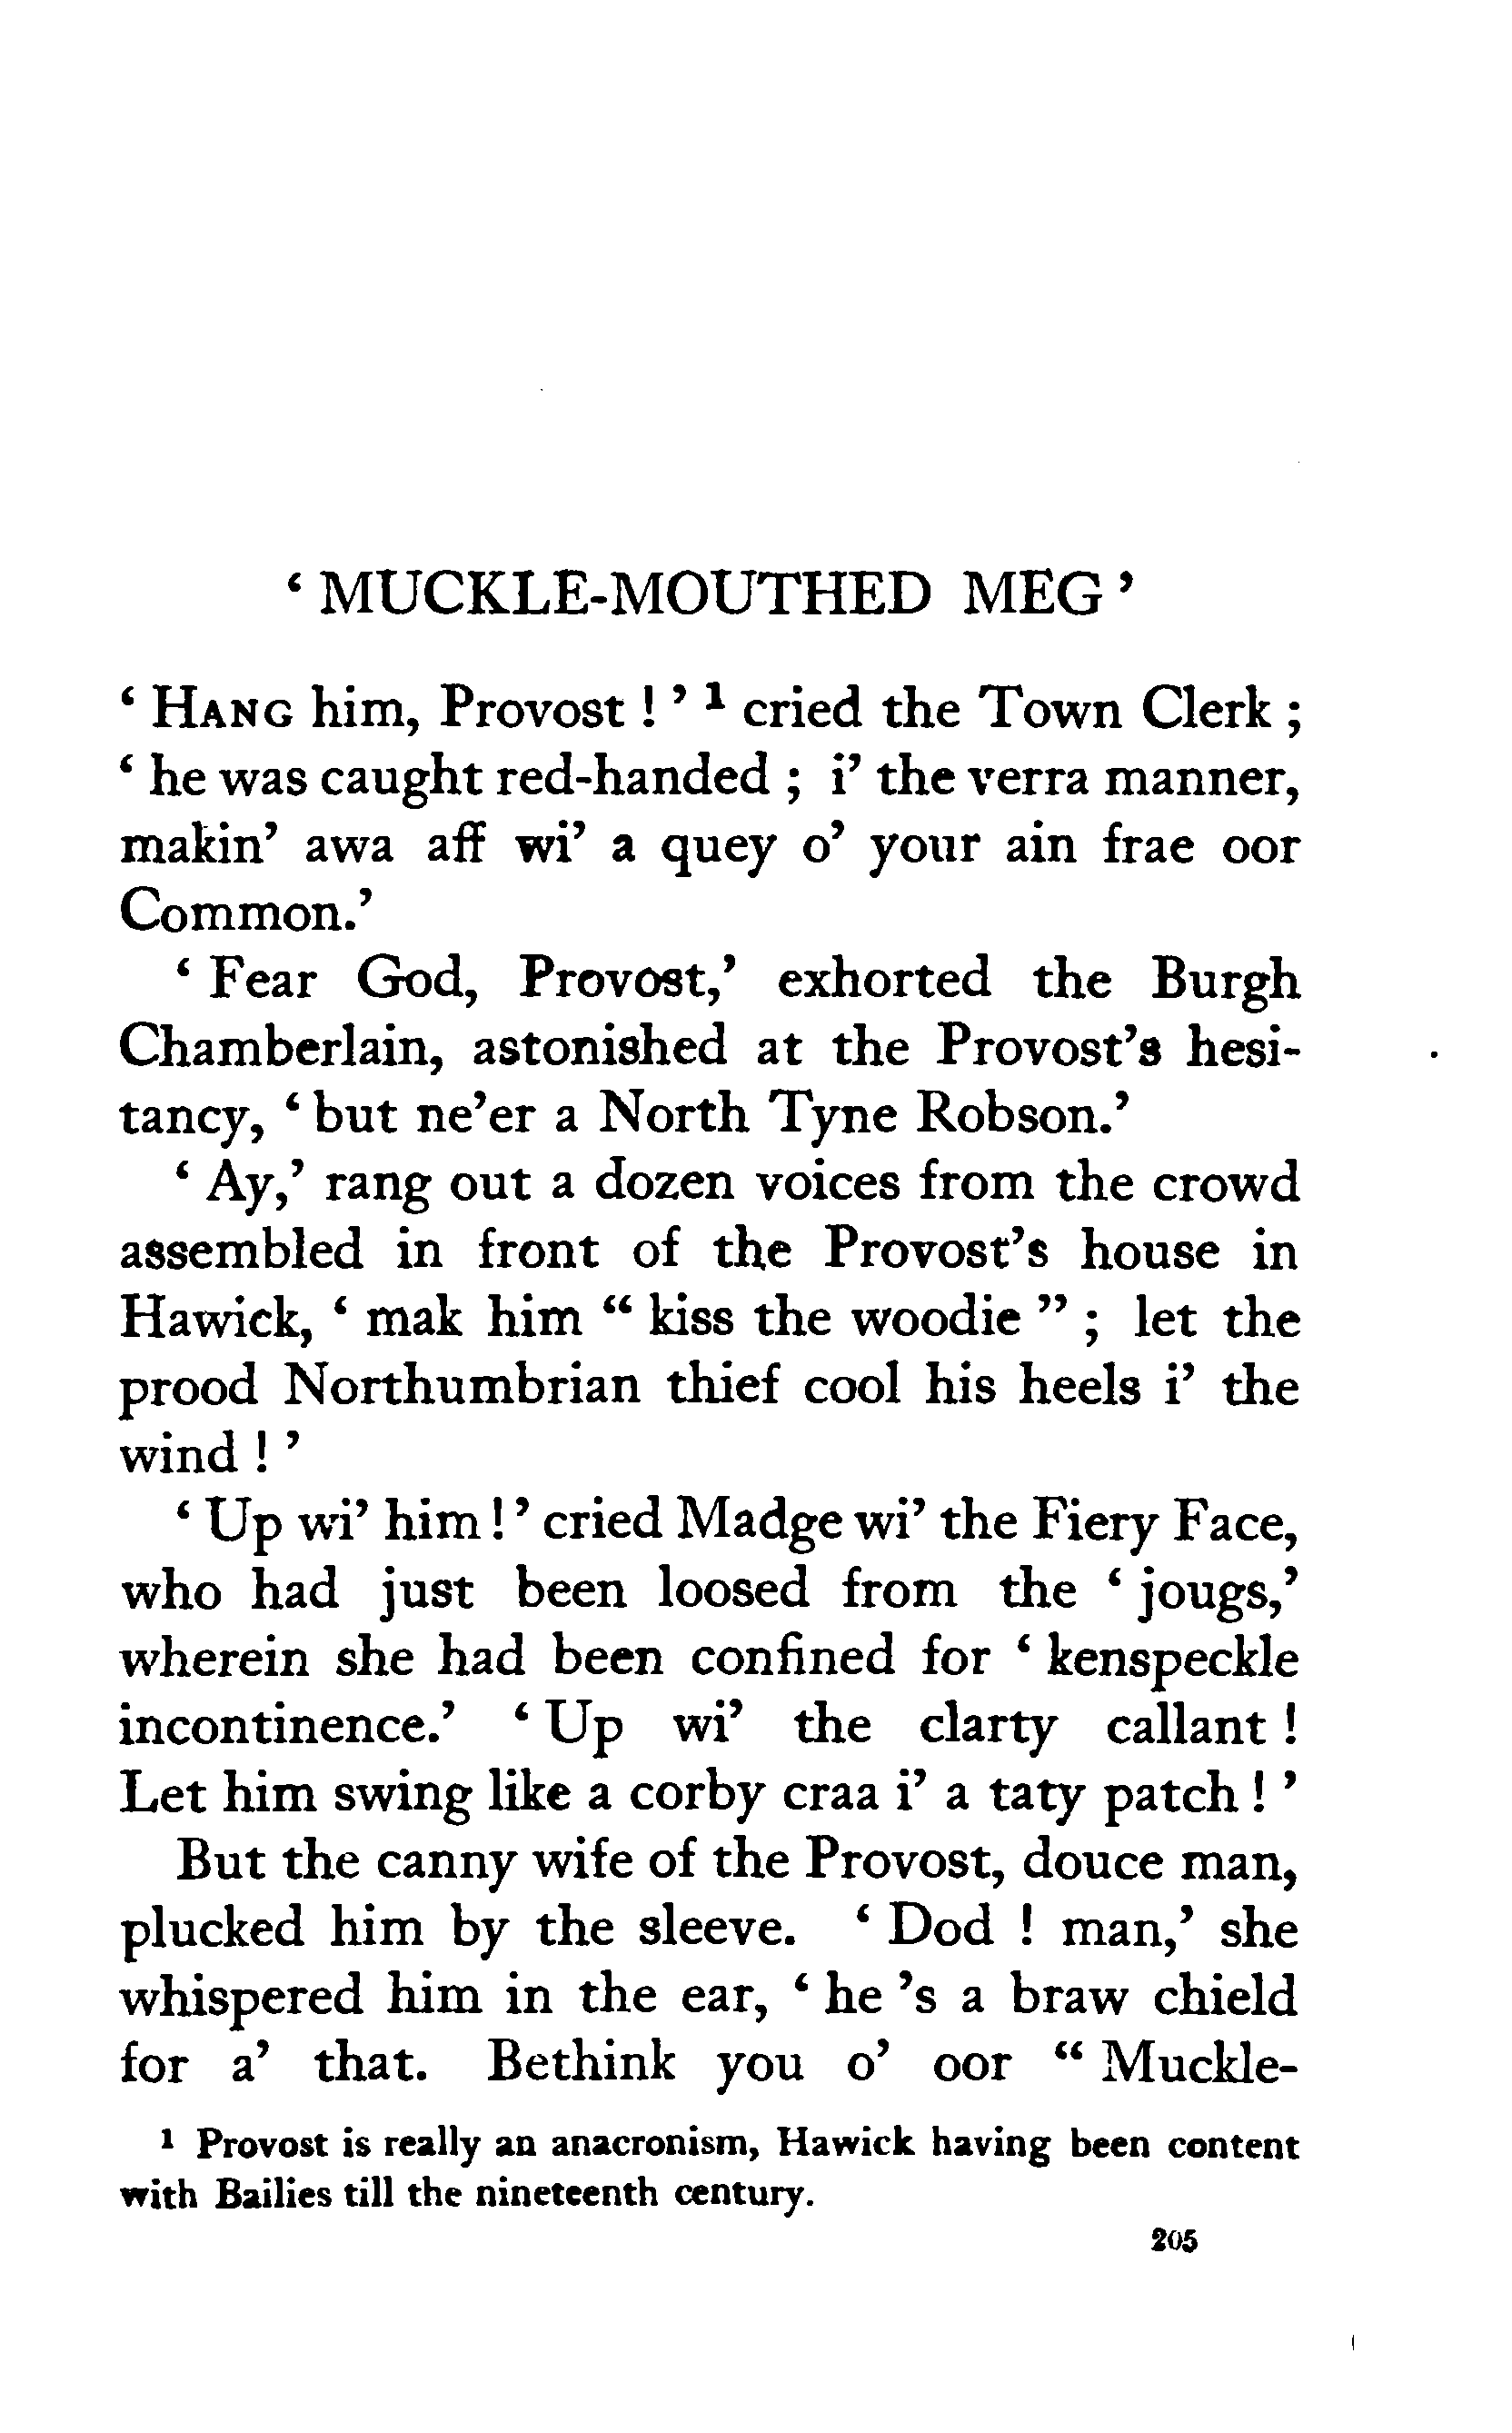 ‘ MUCKLE-MOUTHED MEG ’
‘ HANG him, Provost ! ’ ¹ cried the Town Clerk ;
‘ he was caught red-handed ; i’ the verra manner,
makin’ awa aff wi’ a quey o’ your ain frae oor
Common.’
‘ Fear God, Provost,’ exhorted the Burgh
Chamberlain, astonished at the Provost’s hesi-
tancy, ‘ but ne’er a North Tyne Robson.’
‘ Ay,’ rang out a dozen voices from the crowd
assembled in front of the Provost’s house in
Hawick, ‘ mak him “ kiss the woodie ” ; let the
prood Northumbrian thief cool his heels i’ the
wind ! ’
‘ Up wi’ him ! ’ cried Madge wi’ the Fiery Face,
who had just been loosed from the ‘ jougs,’
wherein she had been confined for ‘ kenspeckle
incontinence.’ ‘ Up wi’ the clarty callant !
Let him swing like a corby craa i’ a taty patch ! ’
But the canny wife of the Provost, douce man,
plucked him by the sleeve. ‘ Dod ! man,’ she
whispered him in the ear, ‘ he ’s a braw chield
for a’ that. Bethink you o’ oor “ Muckle-
¹ Provost is really an anacronism, Hawick having been content
with Bailies till the nineteenth century.
205